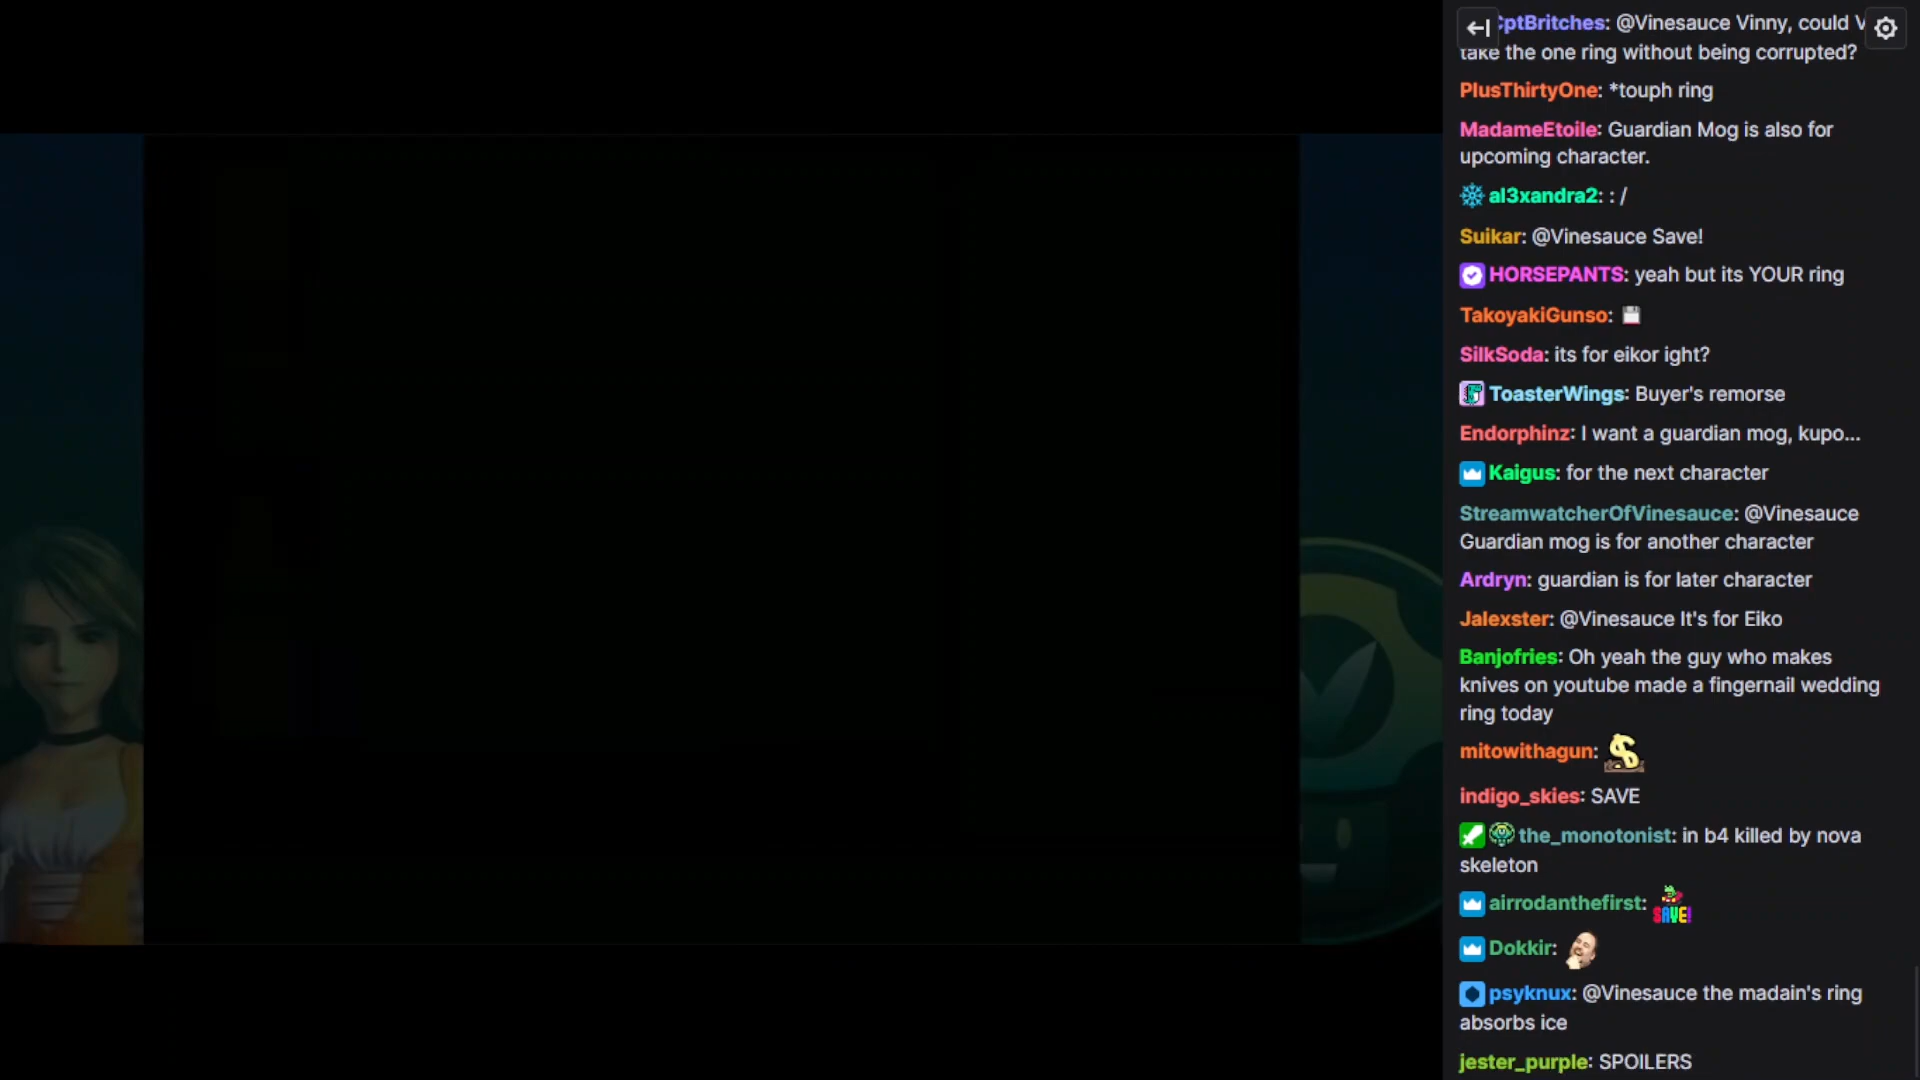 CptBritches: @Vinesauce Vinny, could V
take the one ring without being corrupted?
PlusThirtyOne: *touph ring
MadameEtoile: Guardian Mog is also for
upcoming character.
al3xandra2: : /
Suikar: @Vinesauce Save!
HORSEPANTS: yeah but its YOUR ring
TakoyakiGunso: 💾
SilkSoda: its for eikor ight?
ToasterWings: Buyer's remorse
Endorphinz: I want a guardian mog, kupo...
Kaigus: for the next character
StreamwatcherOfVinesauce: @Vinesauce
Guardian mog is for another character
Ardryn: guardian is for later character
Jalexster: @Vinesauce It's for Eiko
Banjofries: Oh yeah the guy who makes
knives on youtube made a fingernail wedding
ring today
mitowithagun:
indigo_skies: SAVE
the_monotonist: in b4 killed by nova
skeleton
airrodanthefirst: SAVE!
Dokkir:
psyknux: @Vinesauce the madain's ring
absorbs ice
jester_purple: SPOILERS